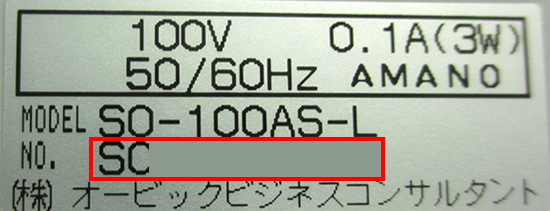 100V 0.1A(3W)
50/60Hz AMANO
MODEL SO-100AS-L
NO. SO
(株) オービックビジネスコンサルタント